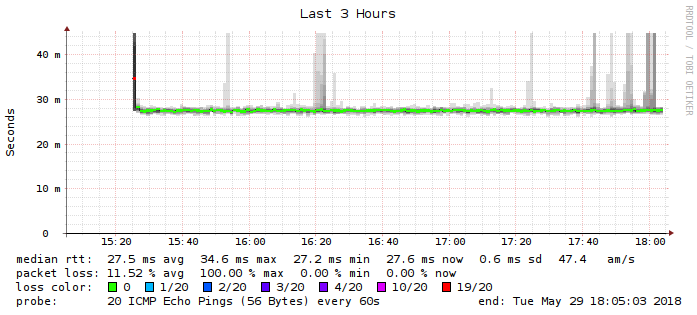 Last 3 Hours
RRDTOOL / TOBI OETIKER
Seconds
40 m
30 m
20 m
10 m
0
15:20 15:40 16:00 16:20 16:40 17:00 17:20 17:40 18:00
median rtt: 27.5 ms avg 34.6 ms max 27.2 ms min 27.6 ms now 0.6 ms sd 47.4 am/s
packet loss: 11.52 % avg 100.00 % max 0.00 % min 0.00 % now
loss color: 0 1/20 2/20 3/20 4/20 10/20 19/20
probe: 20 ICMP Echo Pings (56 Bytes) every 60s end: Tue May 29 18:05:03 2018